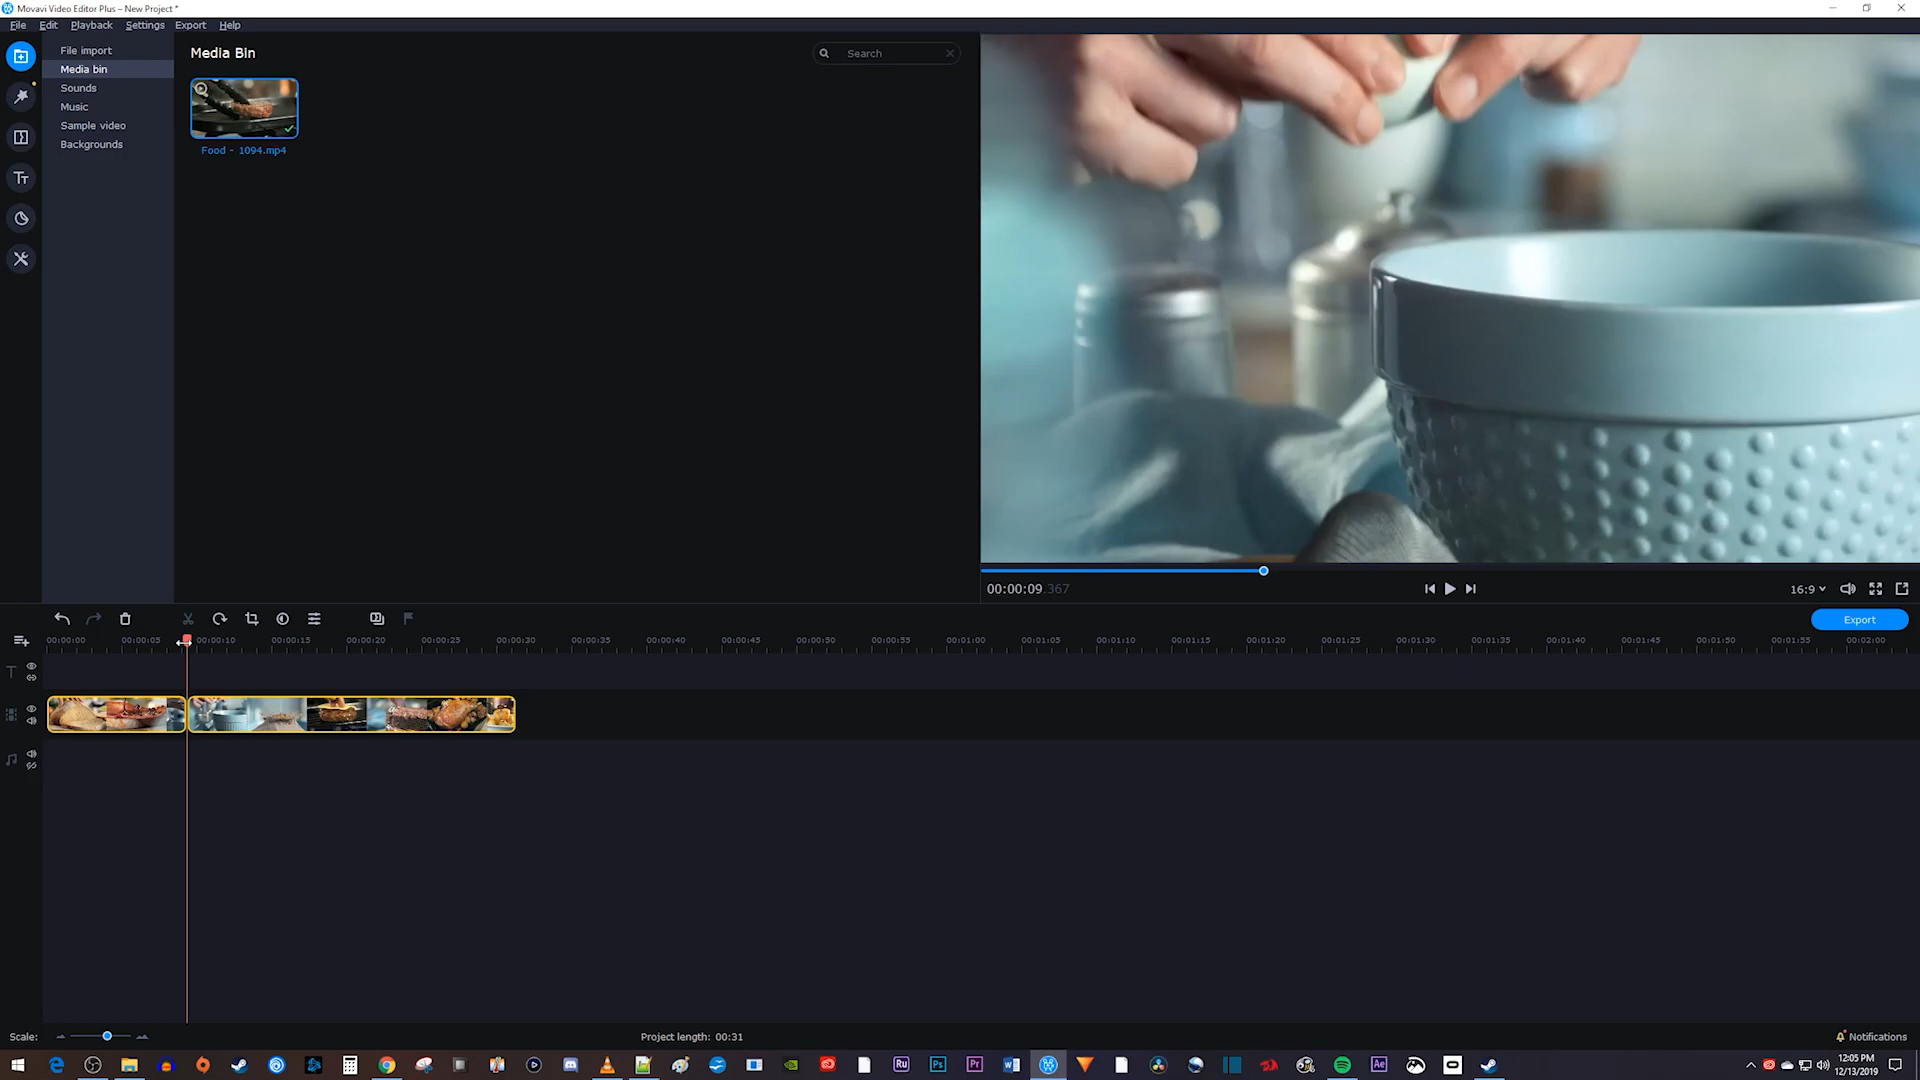 Movavi Video Editor Plus – New Project *
File Edit Playback Settings Export Help
File import
Media bin
Sounds
Music
Sample video
Backgrounds
Media Bin
Search
Food - 1094.mp4
00:00:09.367
16:9
Export
00:00:00 00:00:05 00:00:10 00:00:15 00:00:20 00:00:25 00:00:30 00:00:35 00:00:40 00:00:45 00:00:50 00:00:55 00:01:00 00:01:05 00:01:10 00:01:15 00:01:20 00:01:25 00:01:30 00:01:35 00:01:40 00:01:45 00:01:50 00:01:55 00:02:00
Scale:
Project length: 00:31
Notifications
Ru Ps Pr Ae
12:05 PM
12/13/2019